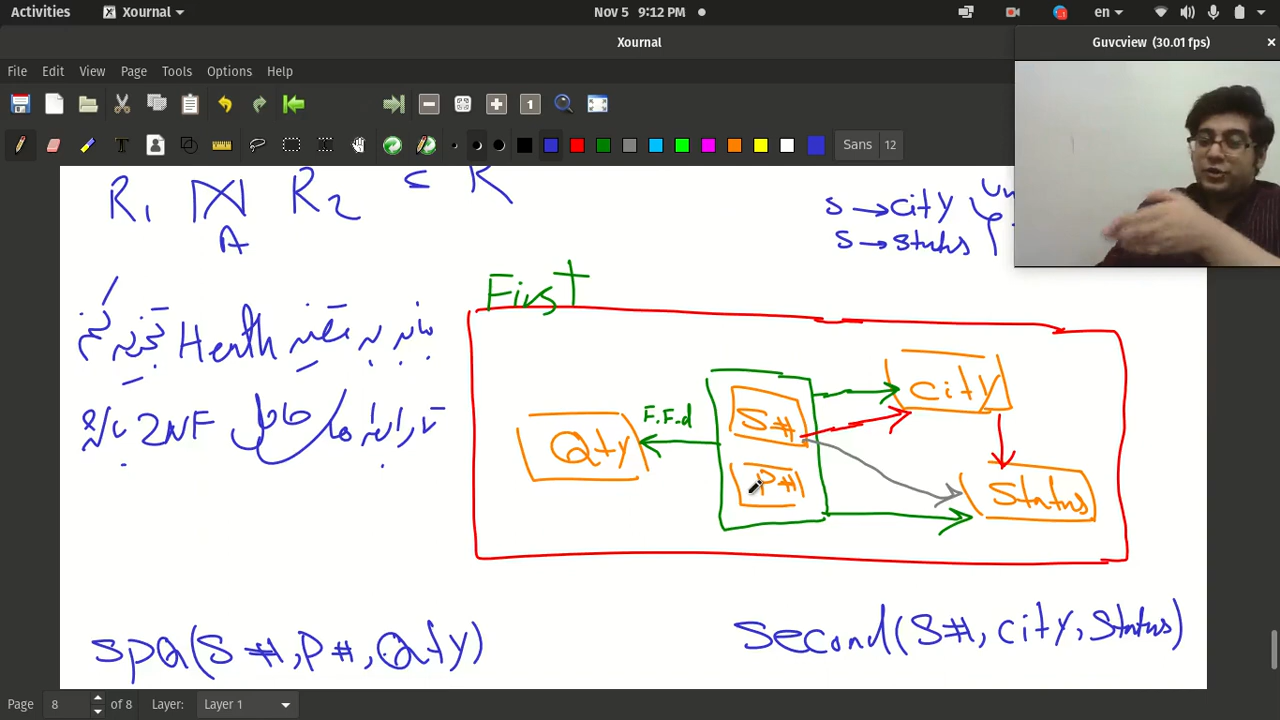 Activities
Xournal
Nov 5 9:12 PM
en
Xournal
Guvcview (30.01 fps)
File Edit View Page Tools Options Help
Sans 12
R1 ⋈ R2 ⊆ R
A
S → City
S → Status
First
City
F.F.d
S#
Qty
P#
Status
Heath
2NF
SPQ(S#, P#, Qty)
Second(S#, City, Status)
Page 8 of 8 Layer: Layer 1